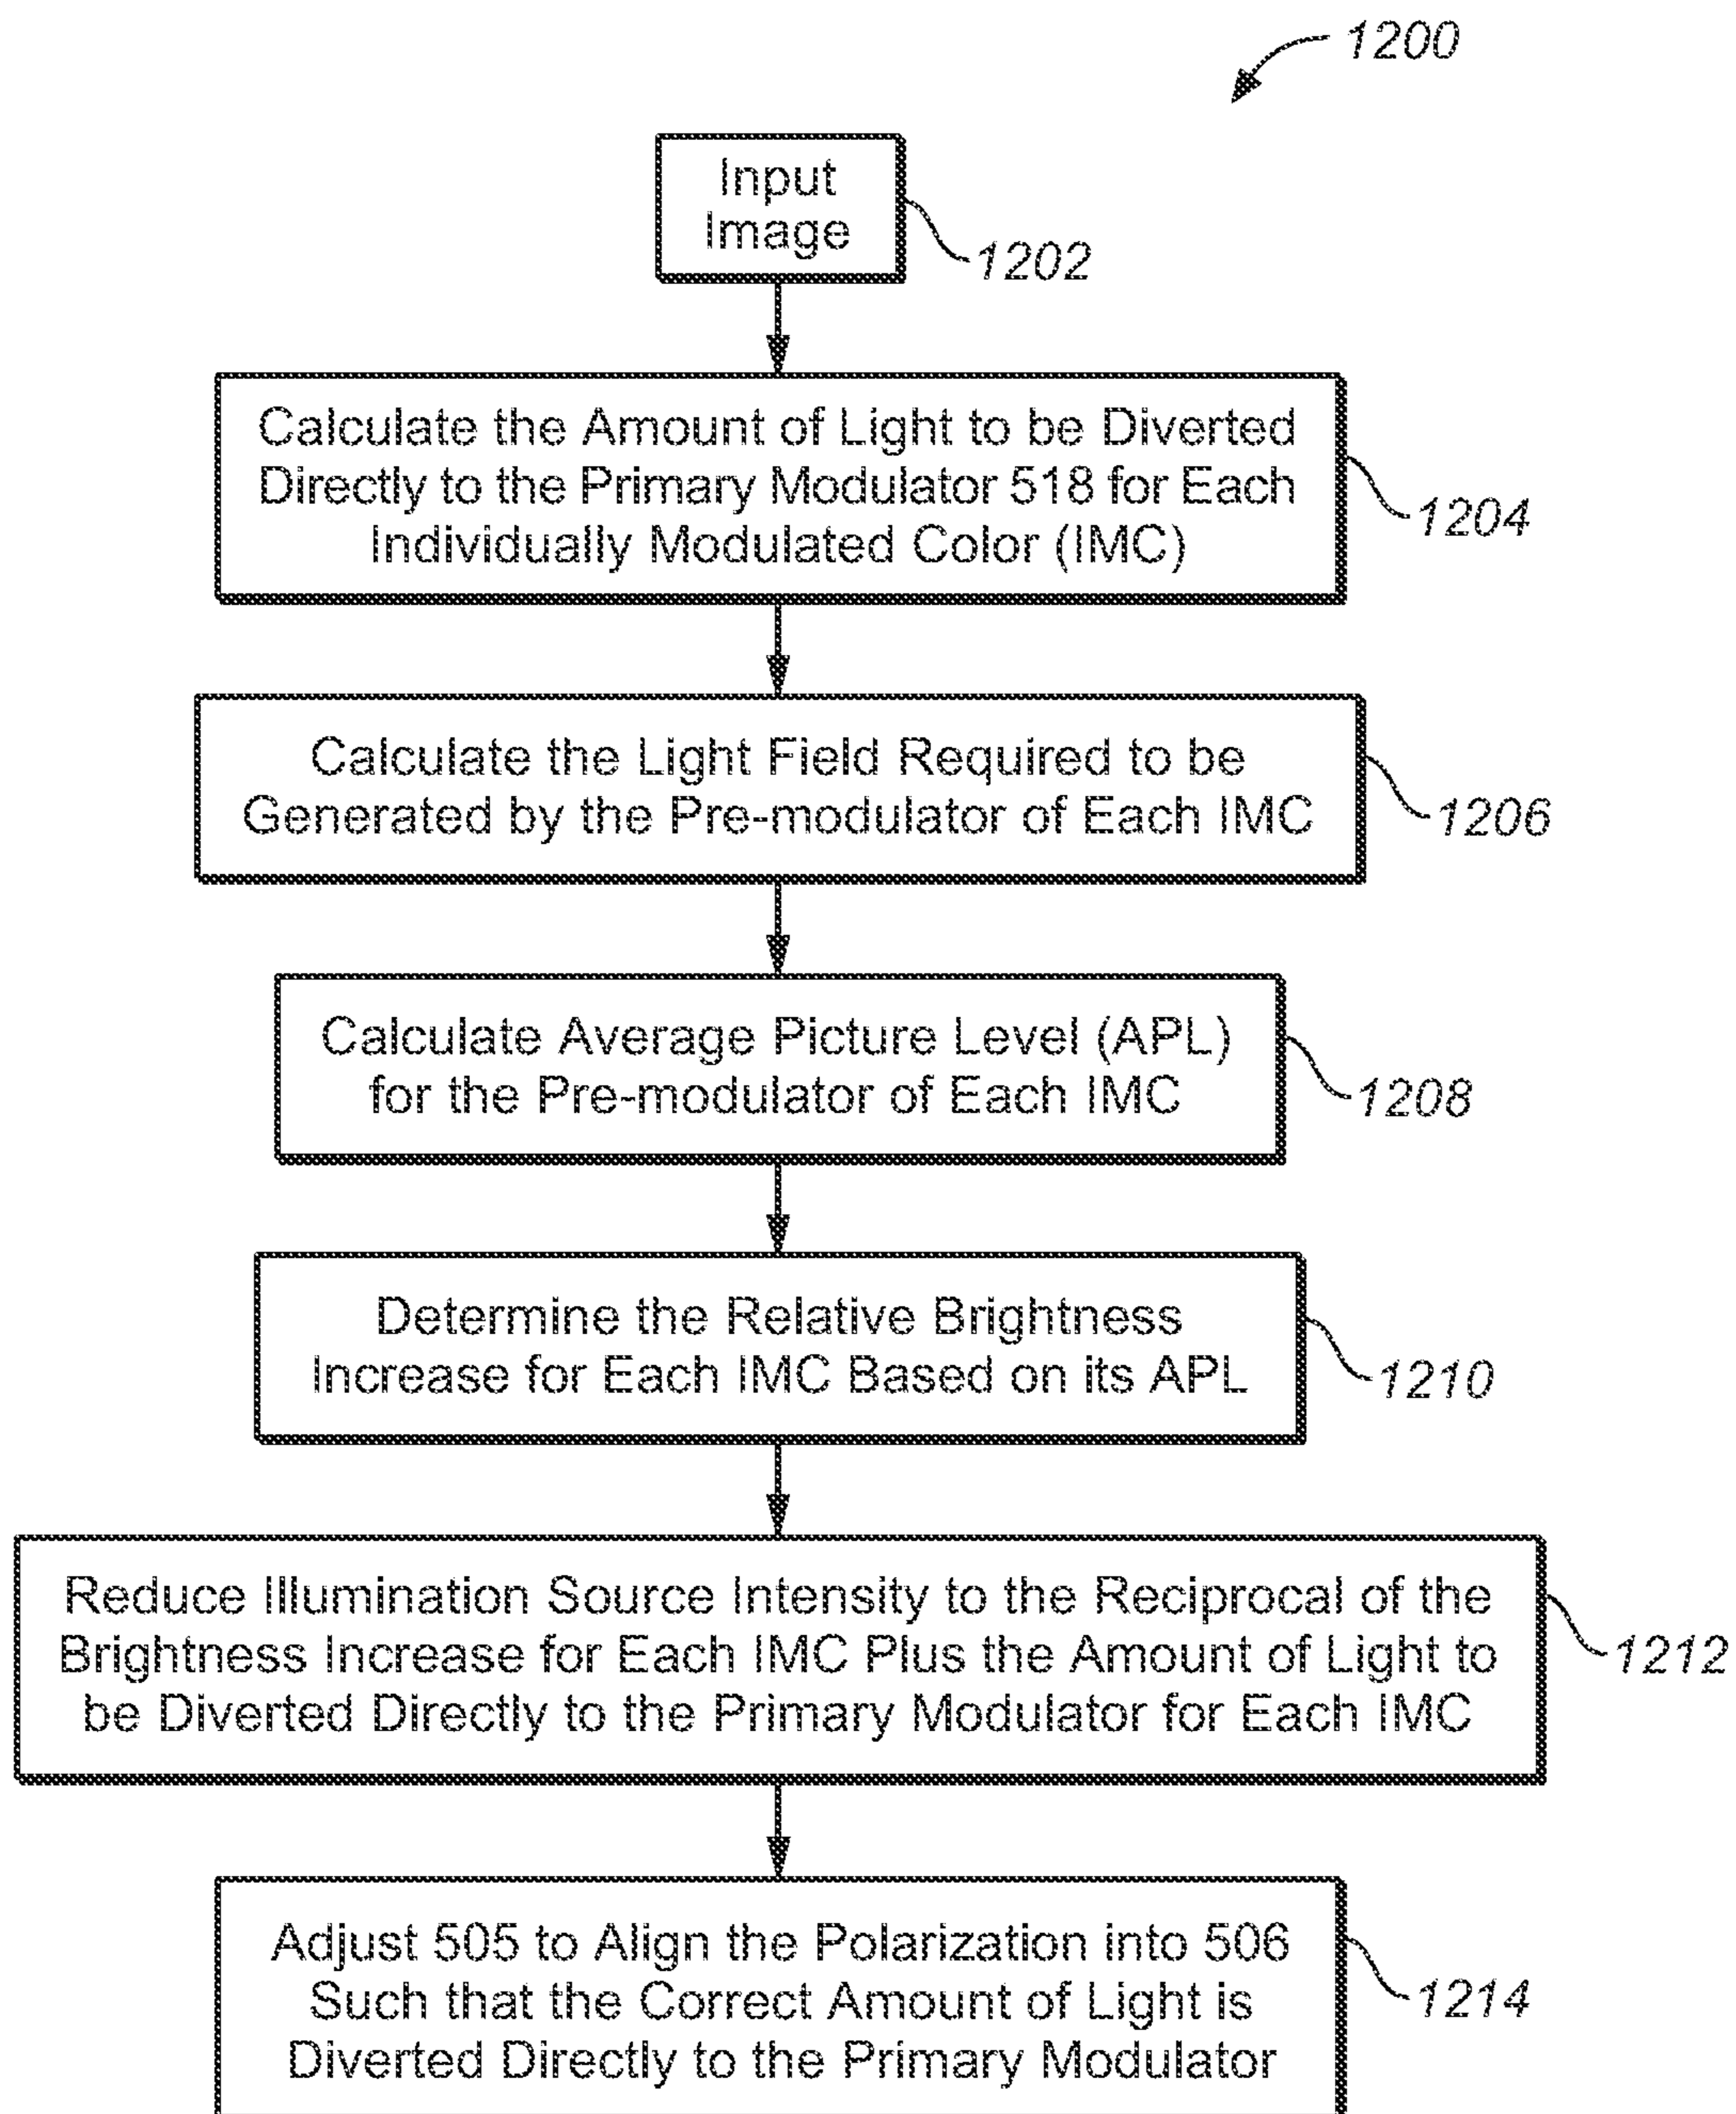 1200
Input
Image
1202
Calculate the Amount of Light to be Diverted
Directly to the Primary Modulator 518 for Each
Individually Modulated Color (IMC)
1204
Calculate the Light Field Required to be
Generated by the Pre-modulator of Each IMC
1206
Calculate Average Picture Level (APL)
for the Pre-modulator of Each IMC
1208
Determine the Relative Brightness
Increase for Each IMC Based on its APL
1210
Reduce Illumination Source Intensity to the Reciprocal of the
Brightness Increase for Each IMC Plus the Amount of Light to
be Diverted Directly to the Primary Modulator for Each IMC
1212
Adjust 505 to Align the Polarization into 506
Such that the Correct Amount of Light is
Diverted Directly to the Primary Modulator
1214